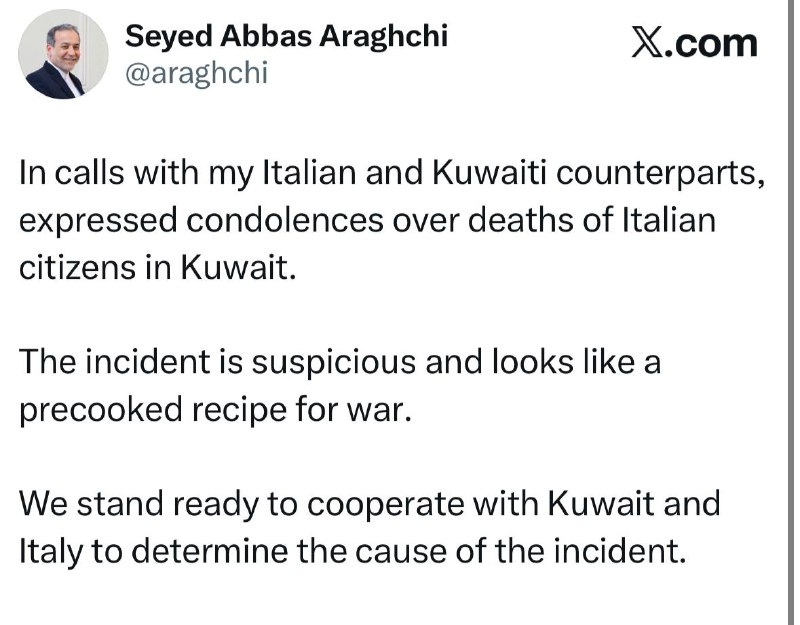 Seyed Abbas Araghchi
X.com
@araghchi
In calls with my Italian and Kuwaiti counterparts,
expressed condolences over deaths of Italian
citizens in Kuwait.
The incident is suspicious and looks like a
precooked recipe for war.
We stand ready to cooperate with Kuwait and
Italy to determine the cause of the incident.